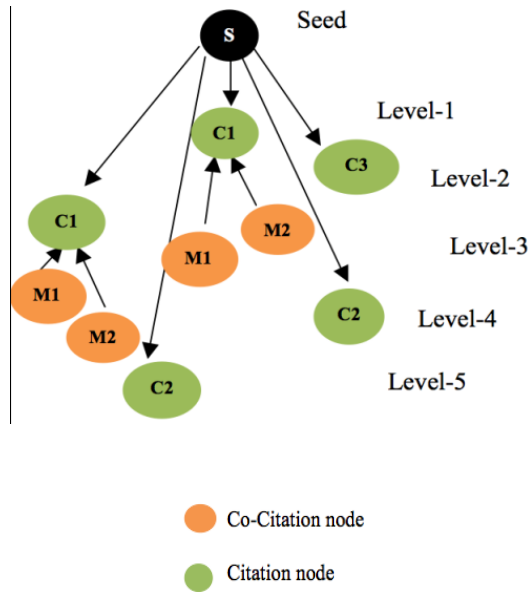 Seed
S
Level-1
C1
C3
Level-2
C1
M2
Level-3
M1
M1
C2
Level-4
M2
Level-5
C2
Co-Citation node
Citation node